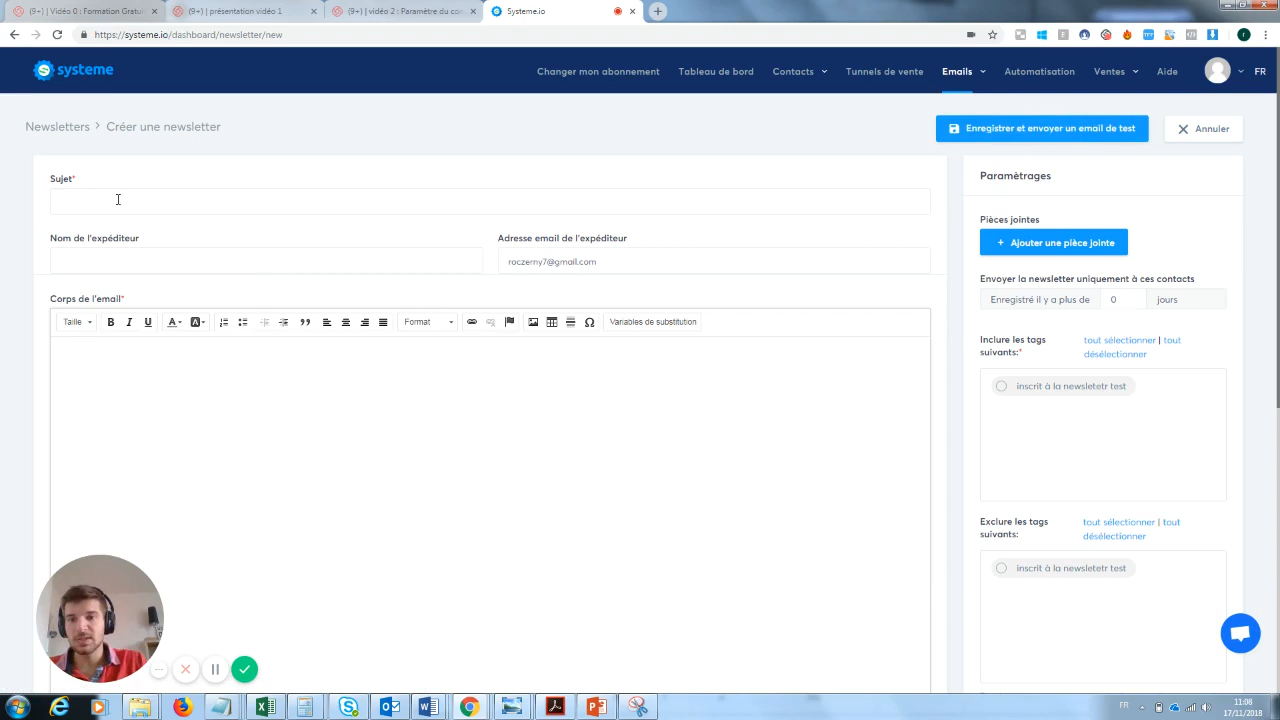 (9+) | Vidéo 0 : Formation Gratui
(9+) | présentation vidéo 1
(9+) | vidéo 2 : Paramètre du co
Systeme.io
https://systeme.io/dashboard/newsletter/new
systeme
Changer mon abonnement
Tableau de bord
Contacts
Tunnels de vente
Emails
Automatisation
Ventes
Aide
FR
Newsletters > Créer une newsletter
Enregistrer et envoyer un email de test
Annuler
Sujet*
Nom de l'expéditeur
Adresse email de l'expéditeur
roczerny7@gmail.com
Corps de l'email*
Taille
B
I
U
A
A
Format
Ω
Variables de substitution
Paramètrages
Pièces jointes
+ Ajouter une pièce jointe
Envoyer la newsletter uniquement à ces contacts
Enregistré il y a plus de
0
jours
Inclure les tags
suivants:*
tout sélectionner | tout
désélectionner
inscrit à la newsletetr test
Exclure les tags
suivants:
tout sélectionner | tout
désélectionner
inscrit à la newsletetr test
FR
11:08
17/11/2018